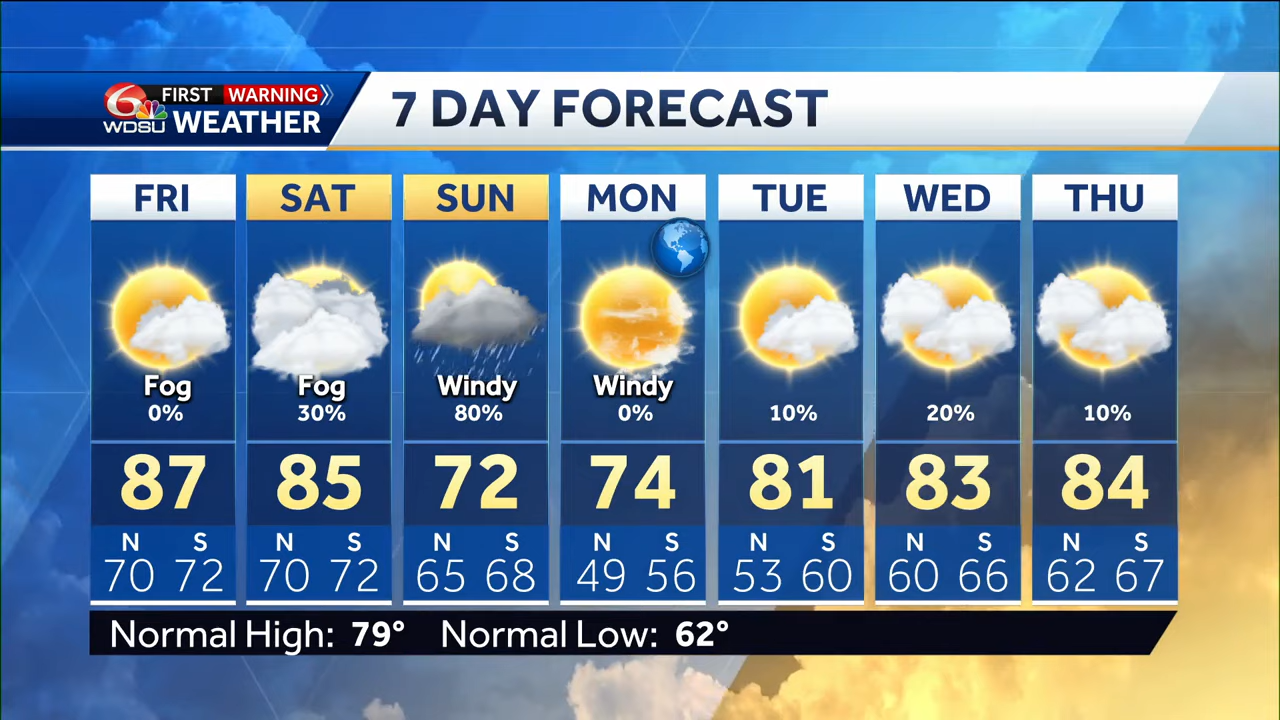 6 FIRST WARNING
WDSU WEATHER
7 DAY FORECAST
FRI SAT SUN MON TUE WED THU
Fog Fog Windy Windy
0% 30% 80% 0% 10% 20% 10%
87 85 72 74 81 83 84
N S N S N S N S N S N S N S
70 72 70 72 65 68 49 56 53 60 60 66 62 67
Normal High: 79° Normal Low: 62°